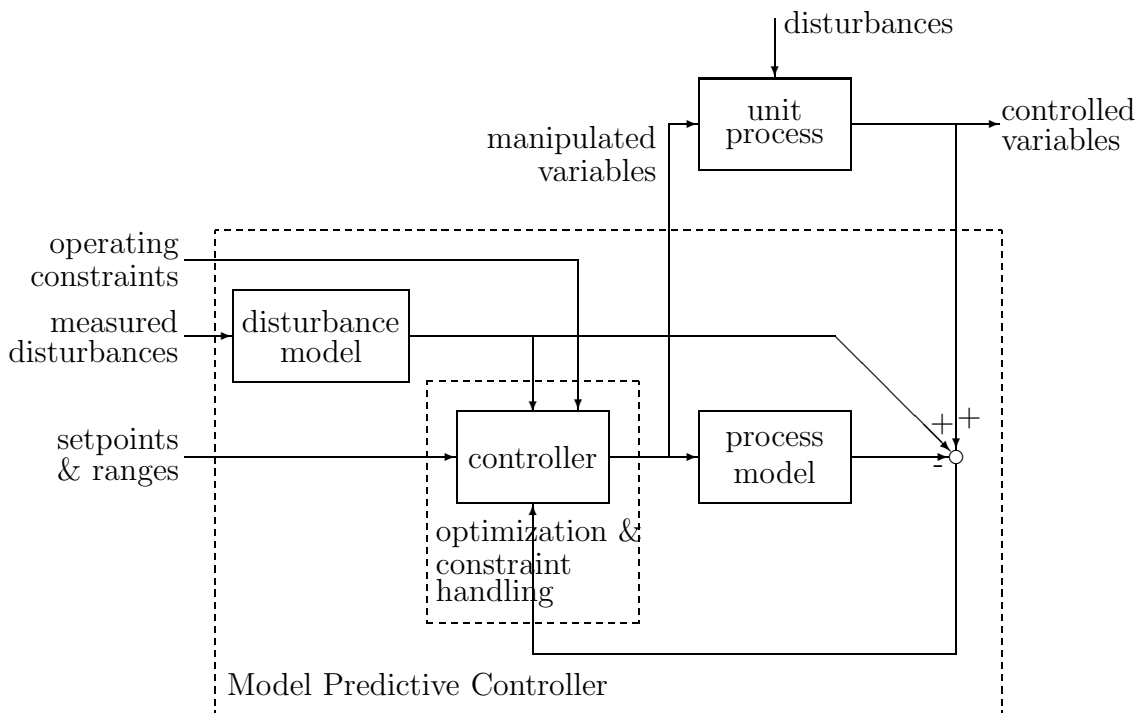 disturbances
unit
process
controlled
variables
manipulated
variables
operating
constraints
measured
disturbances
disturbance
model
+ +
setpoints
& ranges
controller
process
model
-
optimization &
constraint
handling
Model Predictive Controller